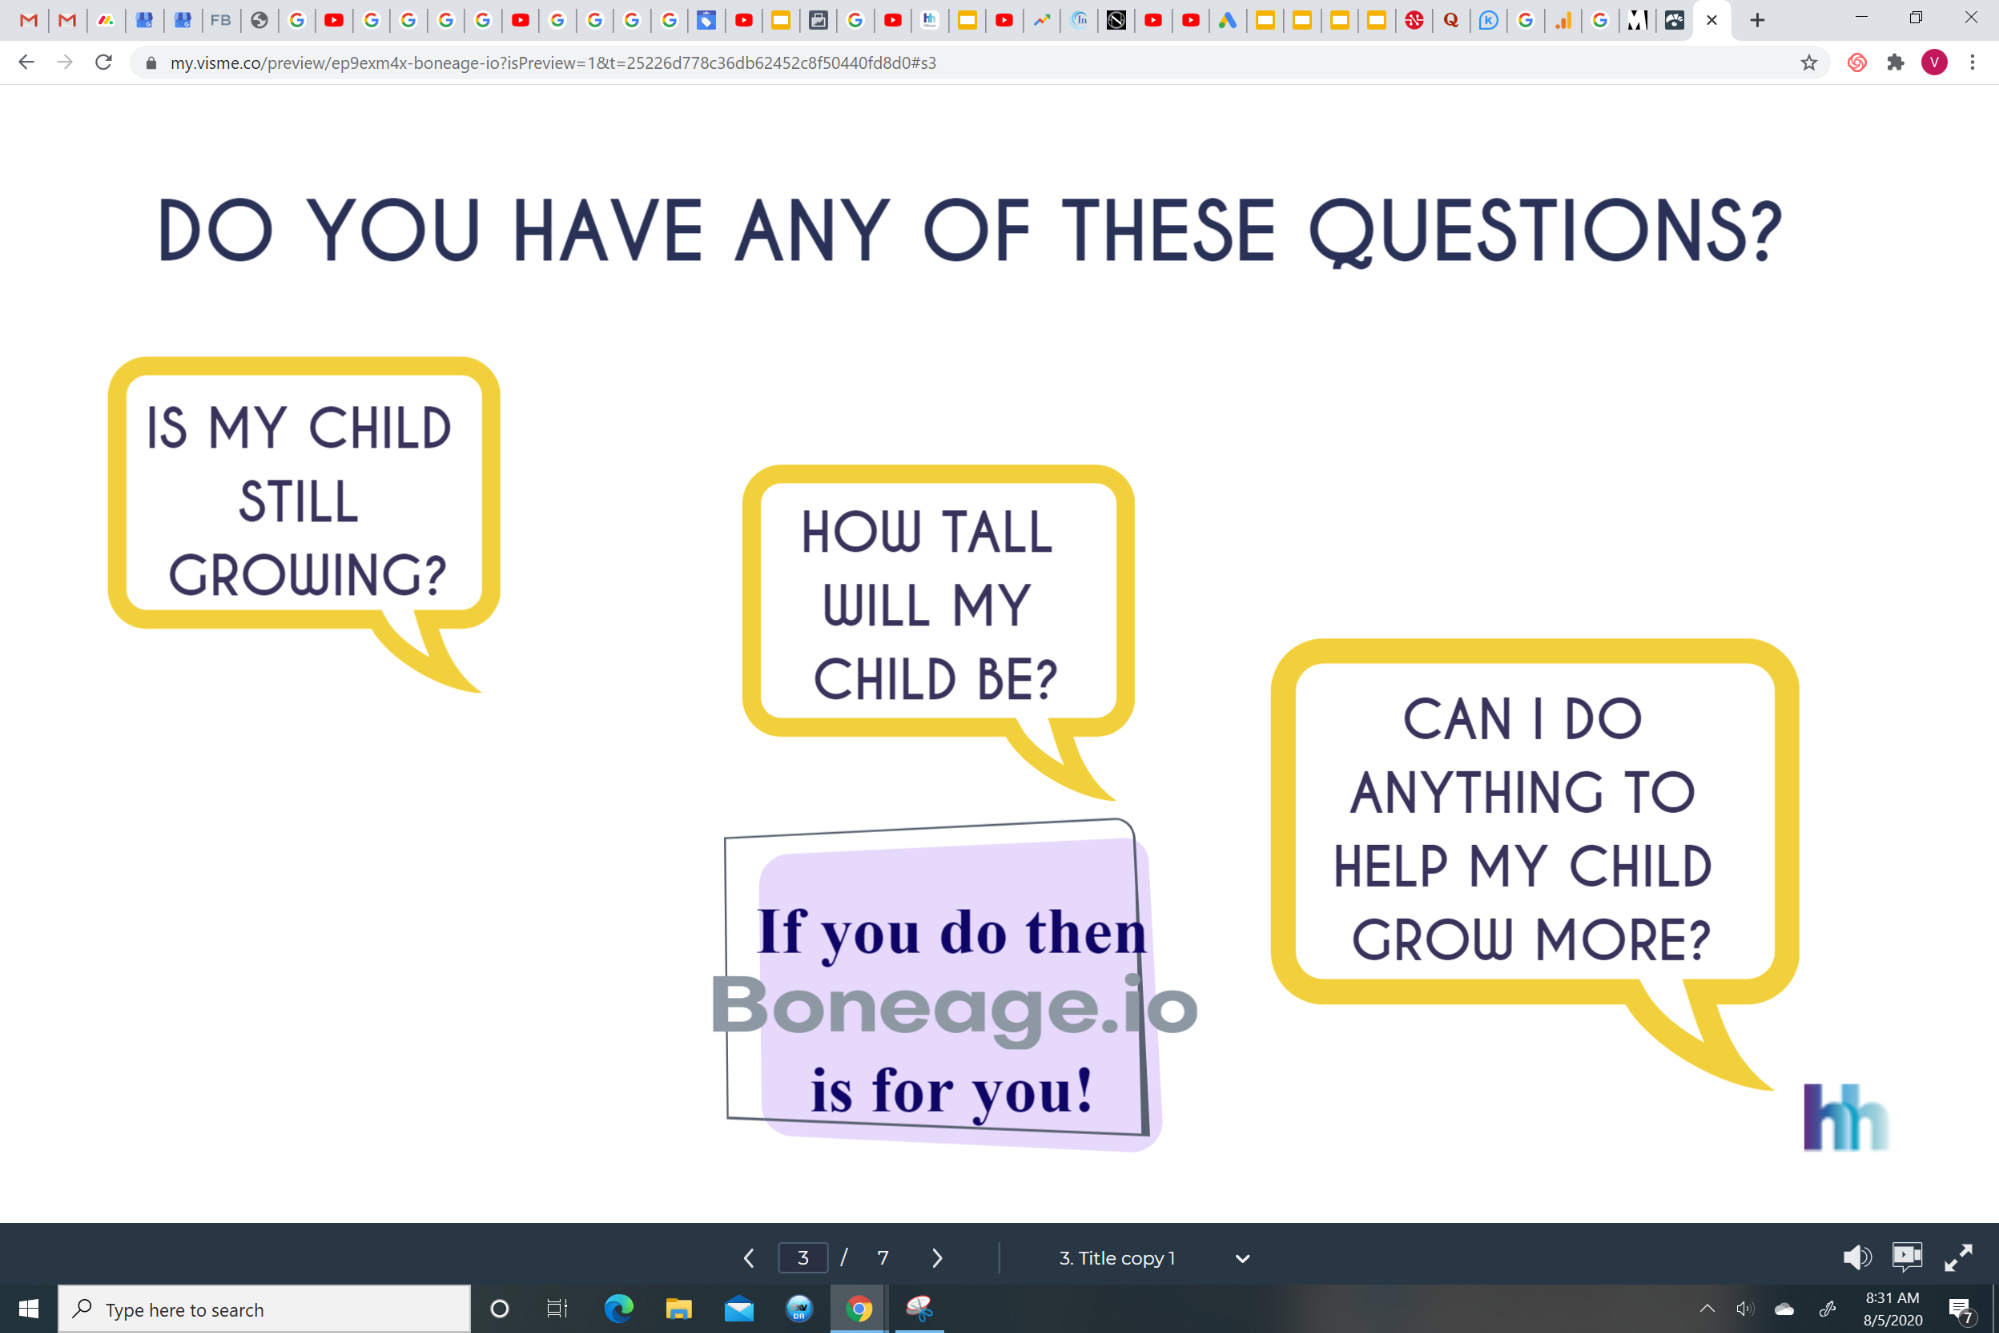 FB
my.visme.co/preview/ep9exm4x-boneage-io?isPreview=1&t=25226d778c36db62452c8f50440fd8d0#s3
V
DO YOU HAVE ANY OF THESE QUESTIONS?
IS MY CHILD
STILL
GROWING?
HOW TALL
WILL MY
CHILD BE?
CAN I DO
ANYTHING TO
HELP MY CHILD
GROW MORE?
If you do then
Boneage.io
is for you!
hh
3 / 7
3. Title copy 1
Type here to search
8:31 AM
8/5/2020
7